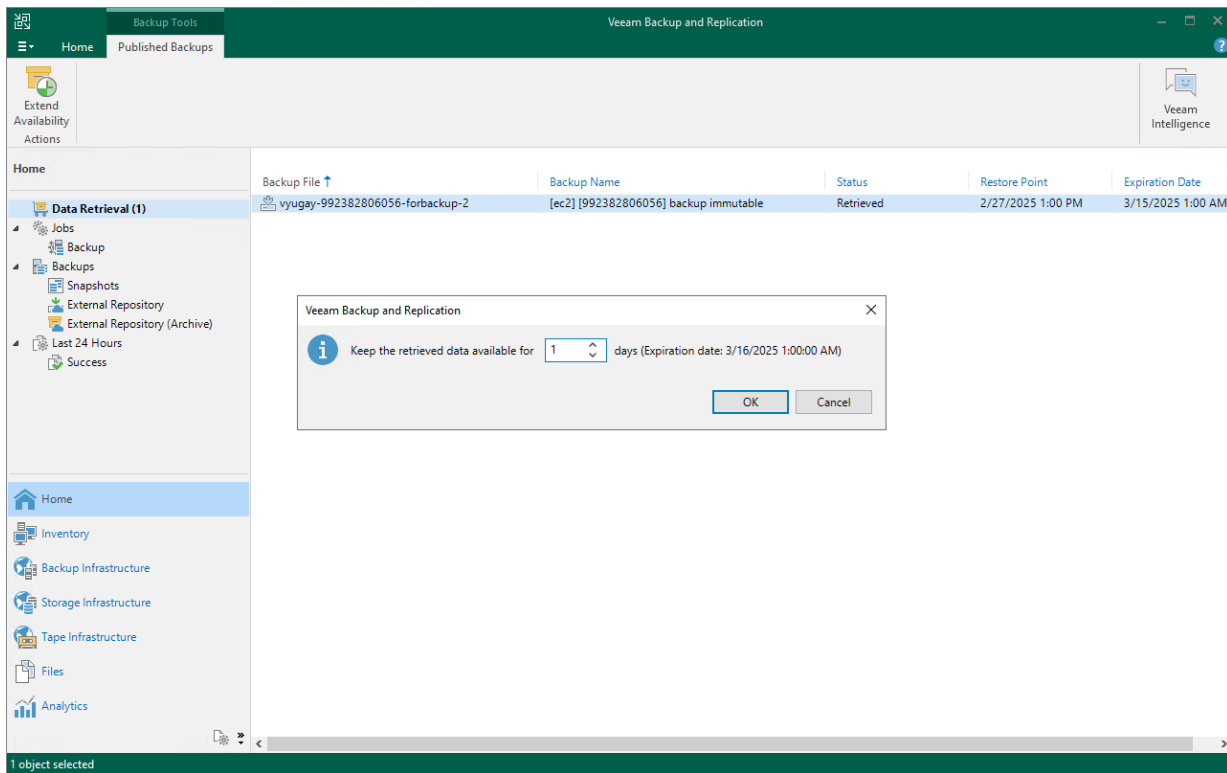 Backup Tools
Veeam Backup and Replication
Home
Published Backups
Extend
Availability
Actions
Veeam
Intelligence
Home
Data Retrieval (1)
Jobs
Backup
Backups
Snapshots
External Repository
External Repository (Archive)
Last 24 Hours
Success
Backup File
Backup Name
Status
Restore Point
Expiration Date
vyugay-992382806056-forbackup-2
[ec2] [992382806056] backup immutable
Retrieved
2/27/2025 1:00 PM
3/15/2025 1:00 AM
Veeam Backup and Replication
Keep the retrieved data available for 1 days (Expiration date: 3/16/2025 1:00:00 AM)
OK
Cancel
Home
Inventory
Backup Infrastructure
Storage Infrastructure
Tape Infrastructure
Files
Analytics
1 object selected